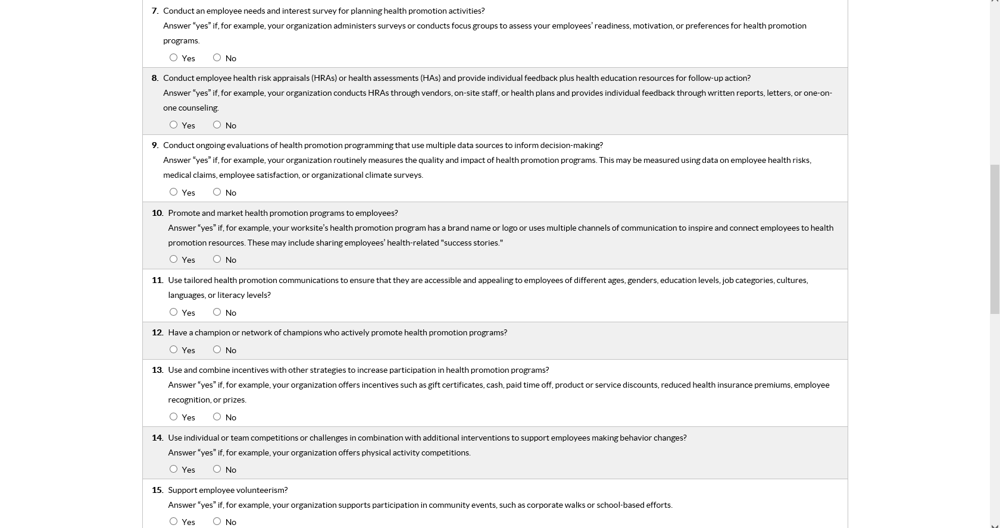 7. Conduct an employee needs and interest survey for planning health promotion activities?
Answer “yes” if, for example, your organization administers surveys or conducts focus groups to assess your employees’ readiness, motivation, or preferences for health promotion
programs.
Yes No
8. Conduct employee health risk appraisals (HRAs) or health assessments (HAs) and provide individual feedback plus health education resources for follow-up action?
Answer “yes” if, for example, your organization conducts HRAs through vendors, on-site staff, or health plans and provides individual feedback through written reports, letters, or one-on-
one counseling.
Yes No
9. Conduct ongoing evaluations of health promotion programming that use multiple data sources to inform decision-making?
Answer “yes” if, for example, your organization routinely measures the quality and impact of health promotion programs. This may be measured using data on employee health risks,
medical claims, employee satisfaction, or organizational climate surveys.
Yes No
10. Promote and market health promotion programs to employees?
Answer “yes” if, for example, your worksite’s health promotion program has a brand name or logo or uses multiple channels of communication to inspire and connect employees to health
promotion resources. These may include sharing employees’ health-related "success stories."
Yes No
11. Use tailored health promotion communications to ensure that they are accessible and appealing to employees of different ages, genders, education levels, job categories, cultures,
languages, or literacy levels?
Yes No
12. Have a champion or network of champions who actively promote health promotion programs?
Yes No
13. Use and combine incentives with other strategies to increase participation in health promotion programs?
Answer “yes” if, for example, your organization offers incentives such as gift certificates, cash, paid time off, product or service discounts, reduced health insurance premiums, employee
recognition, or prizes.
Yes No
14. Use individual or team competitions or challenges in combination with additional interventions to support employees making behavior changes?
Answer “yes” if, for example, your organization offers physical activity competitions.
Yes No
15. Support employee volunteerism?
Answer “yes” if, for example, your organization supports participation in community events, such as corporate walks or school-based efforts.
Yes No